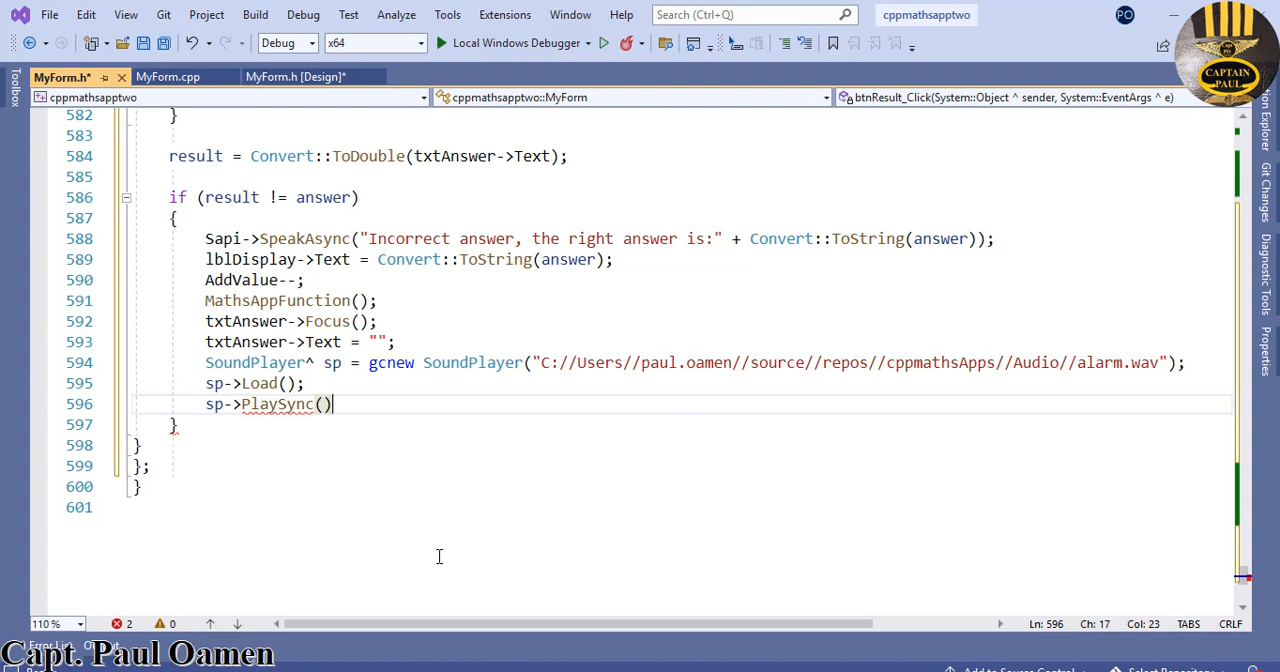 File Edit View Git Project Build Debug Test Analyze Tools Extensions Window Help Search (Ctrl+Q) cppmathsapptwo PO
Debug x64 Local Windows Debugger
CAPTAIN
PAUL
MyForm.h* MyForm.cpp MyForm.h [Design]*
cppmathsapptwo cppmathsapptwo::MyForm btnResult_Click(System::Object ^ sender, System::EventArgs ^ e)
Toolbox
Git Changes
Diagnostic Tools
Properties
582 }
583
584 result = Convert::ToDouble(txtAnswer->Text);
585
586 if (result != answer)
587 {
588 Sapi->SpeakAsync("Incorrect answer, the right answer is:" + Convert::ToString(answer));
589 lblDisplay->Text = Convert::ToString(answer);
590 AddValue--;
591 MathsAppFunction();
592 txtAnswer->Focus();
593 txtAnswer->Text = "";
594 SoundPlayer^ sp = gcnew SoundPlayer("C://Users//paul.oamen//source//repos//cppmathsApps//Audio//alarm.wav");
595 sp->Load();
596 sp->PlaySync()
597 }
598 }
599 };
600 }
601
110 % 2 0 Ln: 596 Ch: 17 Col: 23 TABS CRLF
Capt. Paul Oamen